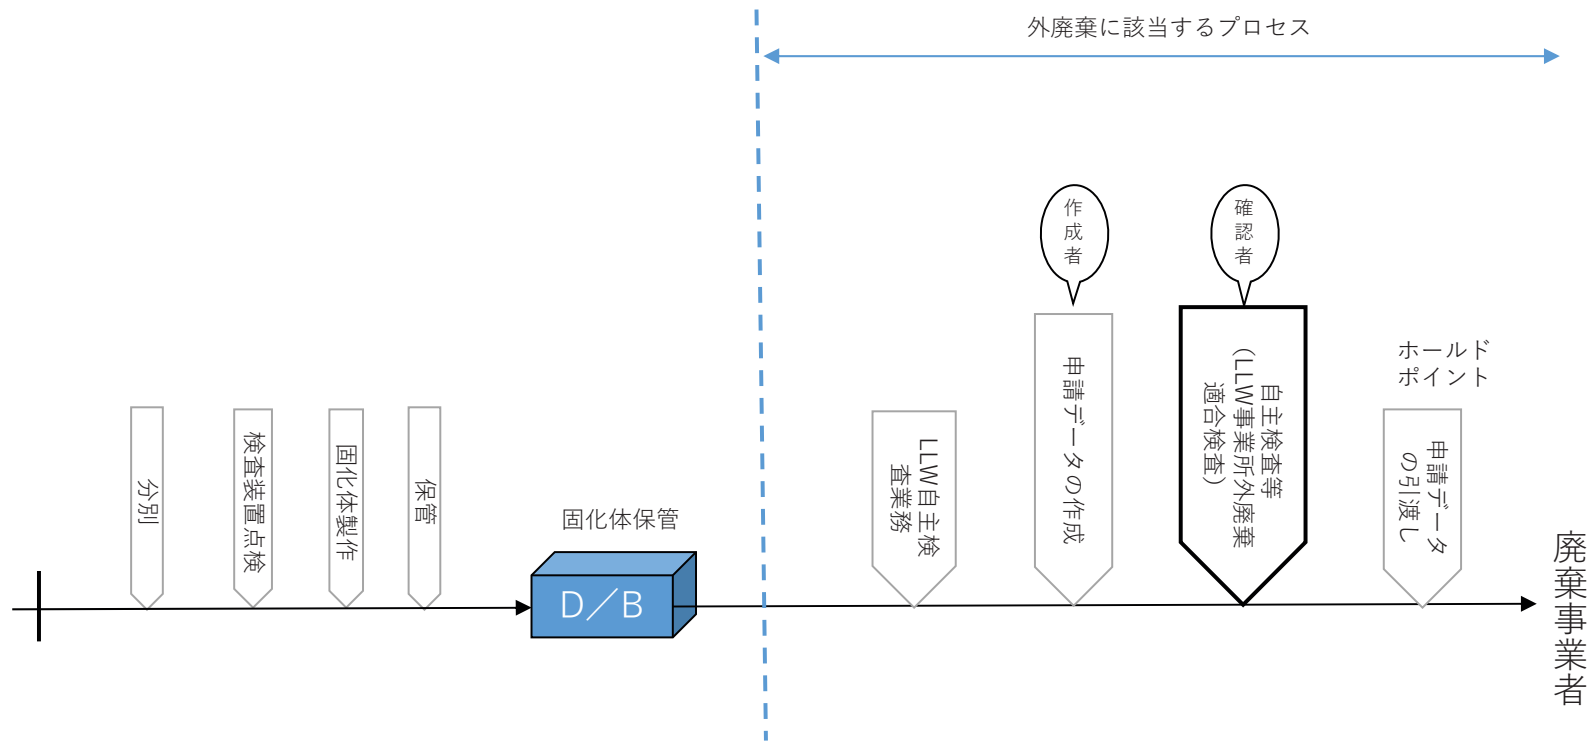 外廃棄に該当するプロセス
作成者
確認者
ホールド
ポイント
分別
検査装置点検
固化体製作
保管
固化体保管
D／B
LLW自主検
査業務
申請データの作成
自主検査等
（LLW事業所外廃棄
適合検査）
申請データ
の引渡し
廃棄事業者